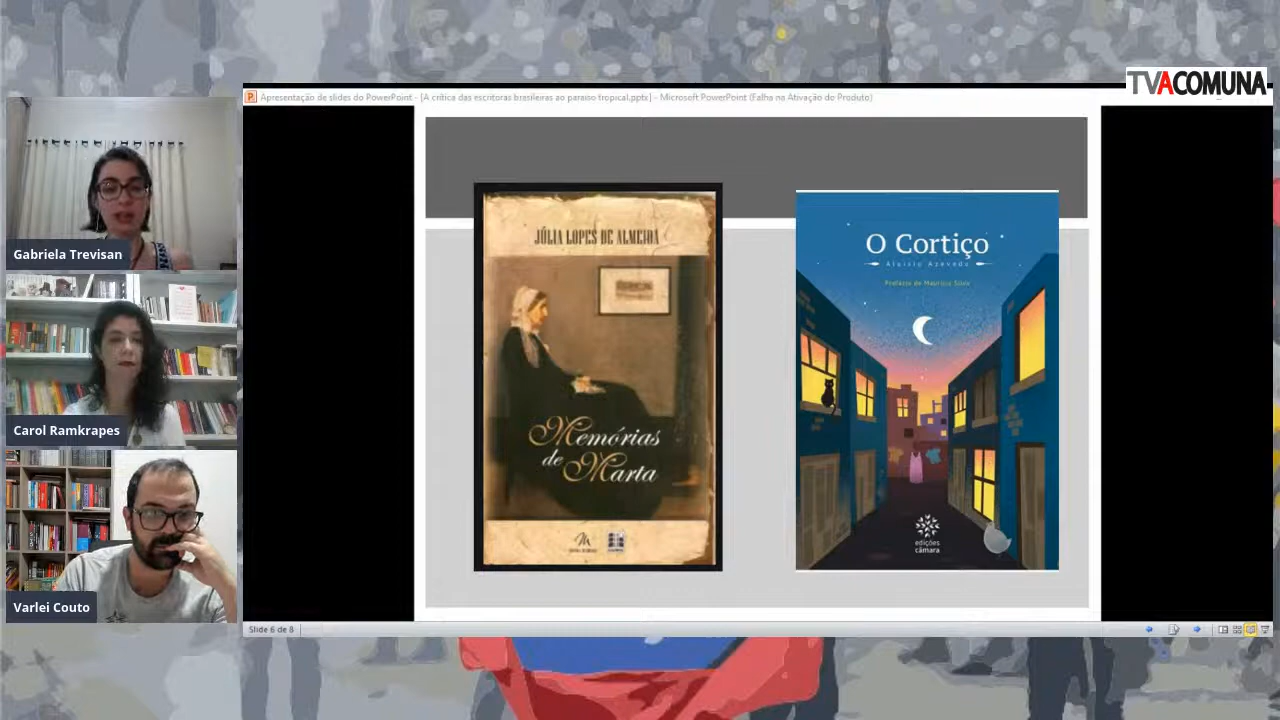 TVACOMUNA
Apresentação de slides do PowerPoint - [A crítica das escritoras brasileiras ao paraíso tropical.pptx] - Microsoft PowerPoint (Falha na Ativação do Produto)
Gabriela Trevisan
Carol Ramkrapes
Varlei Couto
JÚLIA LOPES DE ALMEIDA
Memórias
de Marta
O Cortiço
Aluísio Azevedo
Prefácio de Maurício Silva
edições
câmara
Slide 6 de 8